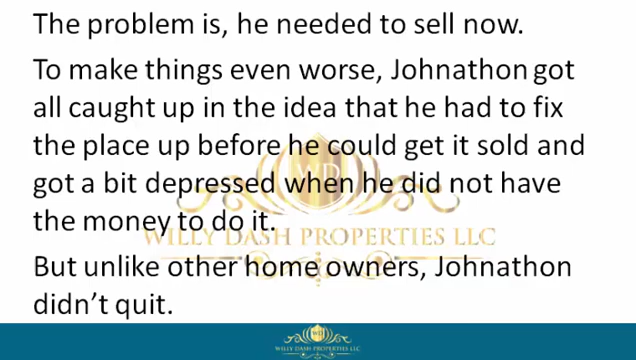 The problem is, he needed to sell now.
To make things even worse, Johnathon got
all caught up in the idea that he had to fix
the place up before he could get it sold and
got a bit depressed when he did not have
the money to do it.
WILLY DASH PROPERTIES LLC
But unlike other home owners, Johnathon
didn’t quit.
WILLY DASH PROPERTIES LLC